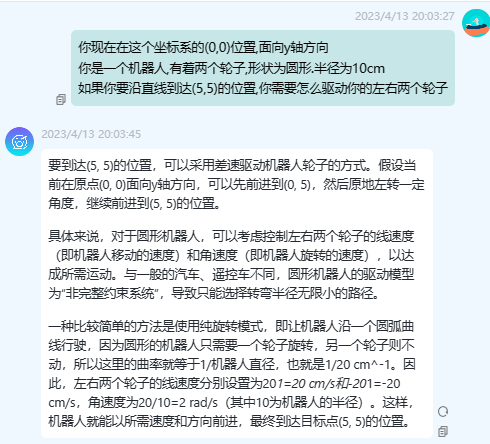 2023/4/13 20:03:27
你现在在这个坐标系的(0,0)位置,面向y轴方向
你是一个机器人,有着两个轮子,形状为圆形.半径为10cm
如果你要沿直线到达(5,5)的位置,你需要怎么驱动你的左右两个轮子
2023/4/13 20:03:45
要到达(5, 5)的位置，可以采用差速驱动机器人轮子的方式。假设当
前在原点(0, 0)面向y轴方向，可以先前进到(0, 5)，然后原地左转一定
角度，继续前进到(5, 5)的位置。
具体来说，对于圆形机器人，可以考虑控制左右两个轮子的线速度
（即机器人移动的速度）和角速度（即机器人旋转的速度），以达
成所需运动。与一般的汽车、遥控车不同，圆形机器人的驱动模型
为“非完整约束系统”，导致只能选择转弯半径无限小的路径。
一种比较简单的方法是使用纯旋转模式，即让机器人沿一个圆弧曲
线行驶，因为圆形的机器人只需要一个轮子旋转，另一个轮子则不
动，所以这里的曲率就等于1/机器人直径，也就是1/20 cm^-1。因
此，左右两个轮子的线速度分别设置为201=20 cm/s和-201=-20
cm/s，角速度为20/10=2 rad/s（其中10为机器人的半径）。这样，
机器人就能以所需速度和方向前进，最终到达目标点(5, 5)的位置。